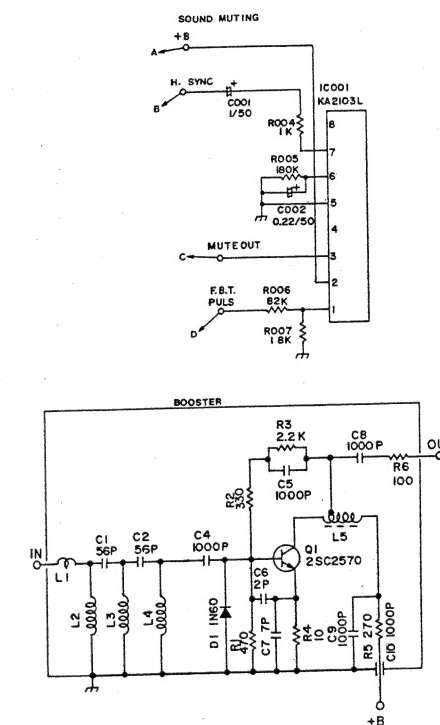 SOUND MUTING
+B
A
H. SYNC
B
C001
1/50
IC001
KA2103L
R004
1K
8
7
R005
180K
6
C002
0.22/50
5
4
MUTE OUT
C
3
2
F.B.T.
PULS
R006
82K
1
D
R007
1.8K
BOOSTER
R3
2.2K
C8
1000P
OU
R6
100
C5
1000P
R2
330
L5
C1
56P
C2
56P
C4
1000P
Q1
2SC2570
IN
L1
C6
2P
L2
L3
L4
D1 1N60
R1
470
C7 7P
R4
10
C9
1000P
R5 270
C10 1000P
+B